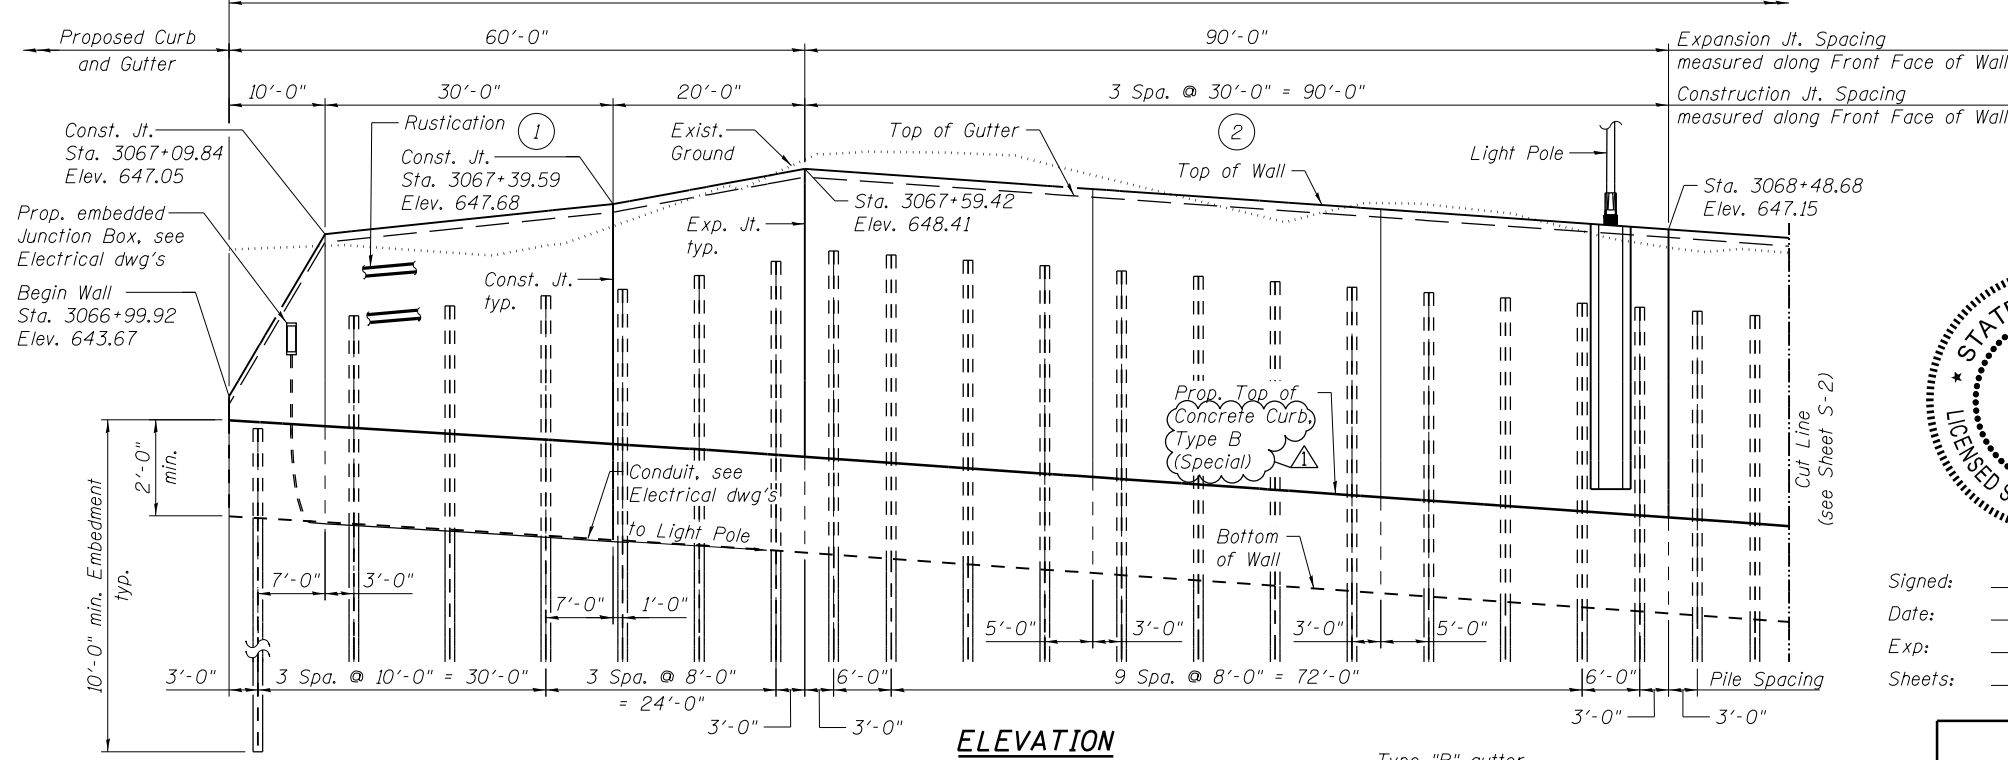 Proposed Curb
and Gutter
60'-0"
90'-0"
Expansion Jt. Spacing
measured along Front Face of Wall
10'-0"
30'-0"
20'-0"
3 Spa. @ 30'-0" = 90'-0"
Construction Jt. Spacing
measured along Front Face of Wall
Const. Jt.
Sta. 3067+09.84
Elev. 647.05
Rustication
1
Const. Jt.
Sta. 3067+39.59
Elev. 647.68
Exist.
Ground
Top of Gutter
2
Top of Wall
Light Pole
Sta. 3068+48.68
Elev. 647.15
Prop. embedded
Junction Box, see
Electrical dwg's
Sta. 3067+59.42
Elev. 648.41
Exp. Jt.
typ.
Const. Jt.
typ.
Begin Wall
Sta. 3066+99.92
Elev. 643.67
Prop. Top of
Concrete Curb,
Type B
(Special)
1
2'-0"
min.
10'-0" min. Embedment
typ.
Conduit, see
Electrical dwg's
to Light Pole
Bottom
of Wall
Cut Line
(see Sheet S-2)
LICENSED S
7'-0"
3'-0"
7'-0"
1'-0"
5'-0"
3'-0"
3'-0"
5'-0"
3'-0"
3 Spa. @ 10'-0" = 30'-0"
3 Spa. @ 8'-0"
= 24'-0"
6'-0"
9 Spa. @ 8'-0" = 72'-0"
6'-0"
Pile Spacing
3'-0"
3'-0"
3'-0"
3'-0"
ELEVATION
Signed:
Date:
Exp:
Sheets: